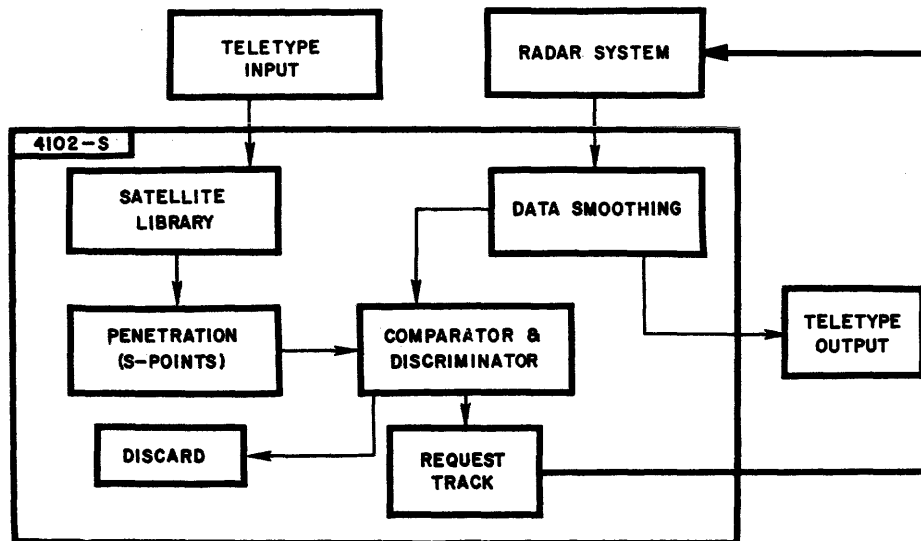 TELETYPE
INPUT
RADAR SYSTEM
4102-S
SATELLITE
LIBRARY
DATA SMOOTHING
PENETRATION
(S-POINTS)
COMPARATOR &
DISCRIMINATOR
TELETYPE
OUTPUT
DISCARD
REQUEST
TRACK